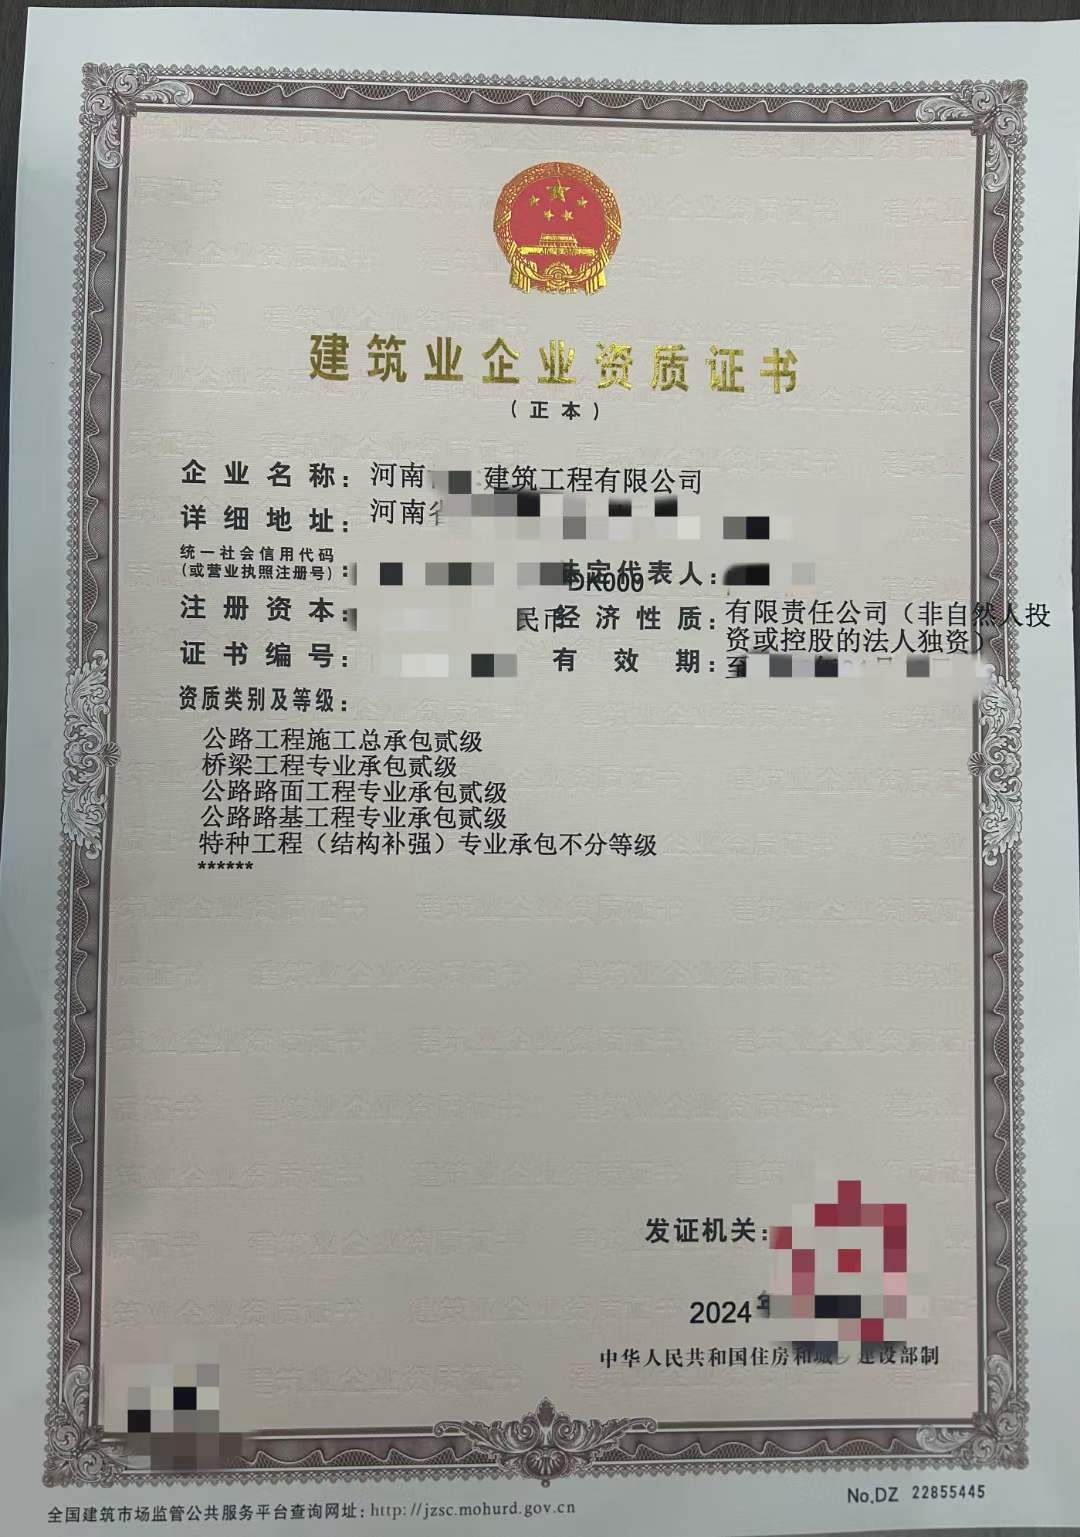 建筑业企业资质证书
（正本）
企业名称：河南 建筑工程有限公司
详细地址：河南省
统一社会信用代码
（或营业执照注册号）： DK000 法定代表人：
注册资本： 民币 经济性质：有限责任公司（非自然人投
资或控股的法人独资）
证书编号： 有效期：至
资质类别及等级：
公路工程施工总承包贰级
桥梁工程专业承包贰级
公路路面工程专业承包贰级
公路路基工程专业承包贰级
特种工程（结构补强）专业承包不分等级
******
发证机关：
2024年
中华人民共和国住房和城乡建设部制
全国建筑市场监管公共服务平台查询网址：http://jzsc.mohurd.gov.cn
No.DZ 22855445